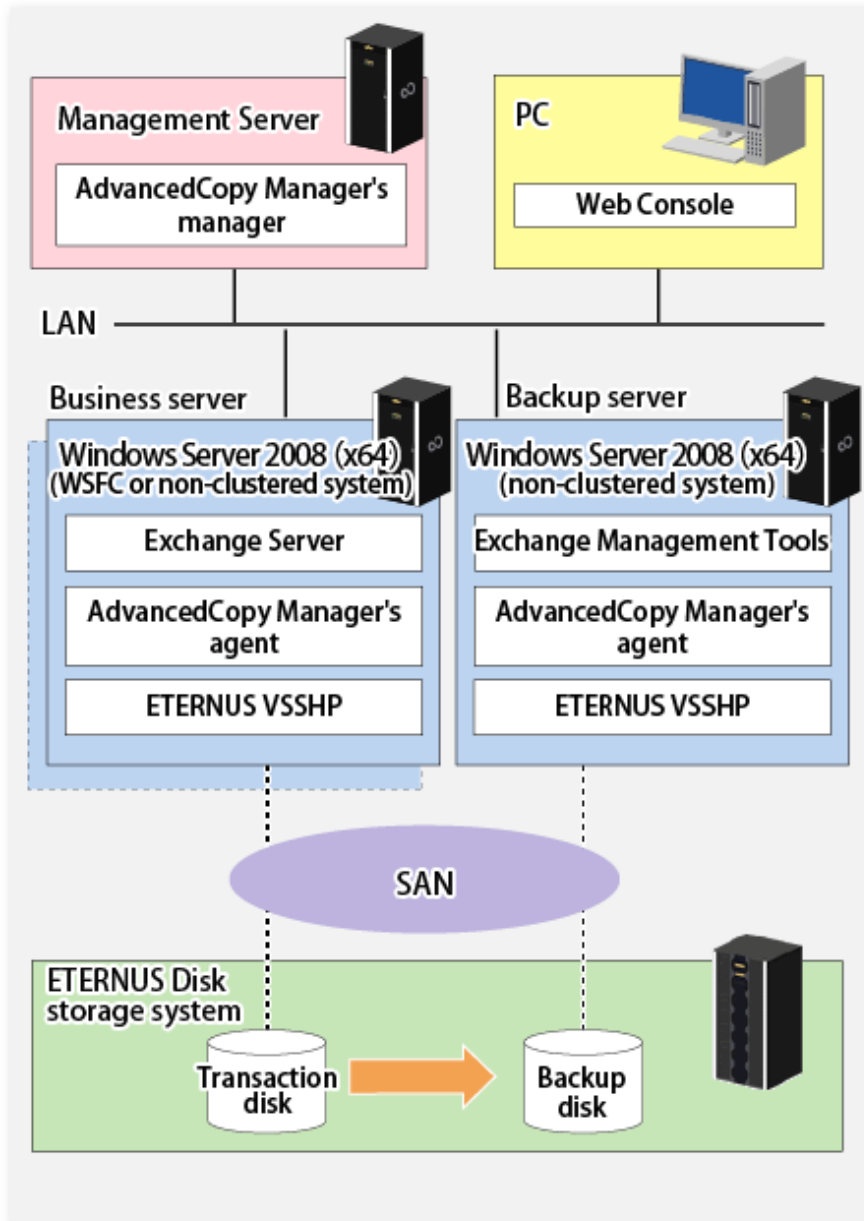 Management Server
AdvancedCopy Manager's
manager
PC
Web Console
LAN
Business server
Windows Server 2008 (x64)
(WSFC or non-clustered system)
Exchange Server
AdvancedCopy Manager's
agent
ETERNUS VSSHP
Backup server
Windows Server 2008 (x64)
(non-clustered system)
Exchange Management Tools
AdvancedCopy Manager's
agent
ETERNUS VSSHP
SAN
ETERNUS Disk
storage system
Transaction
disk
Backup
disk